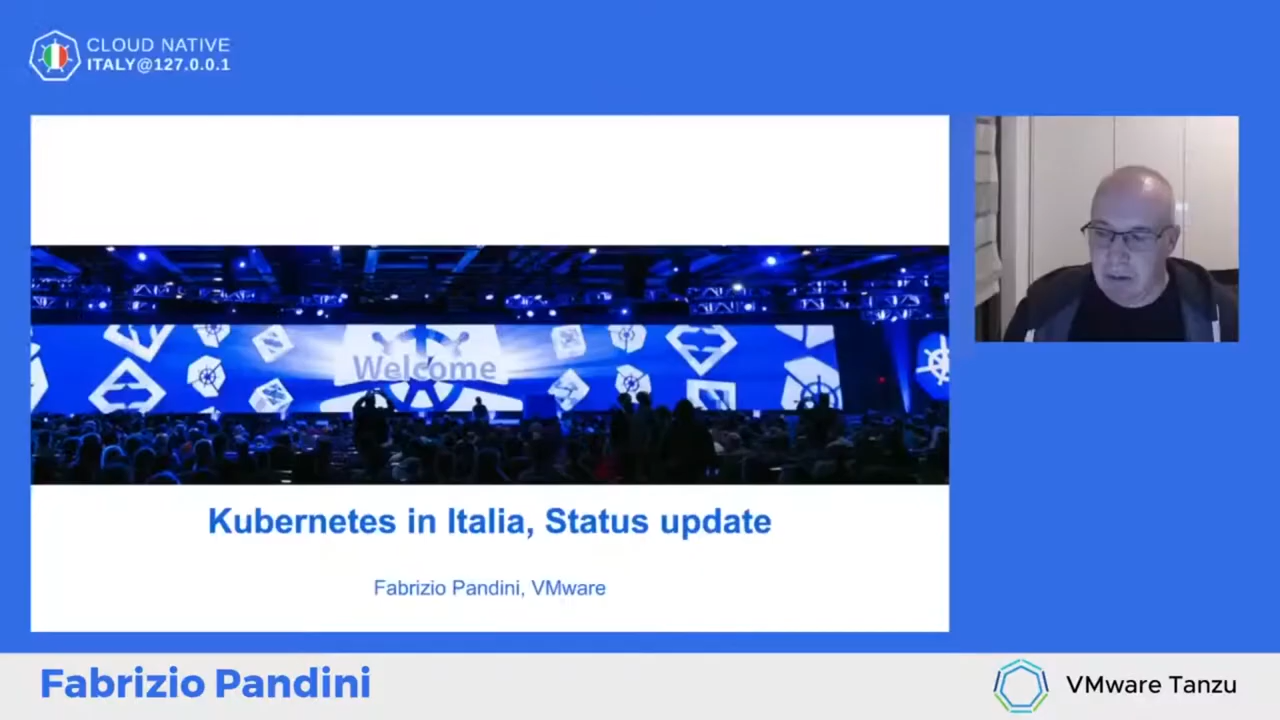 CLOUD NATIVE
ITALY@127.0.0.1
Welcome
Kubernetes in Italia, Status update
Fabrizio Pandini, VMware
Fabrizio Pandini
VMware Tanzu